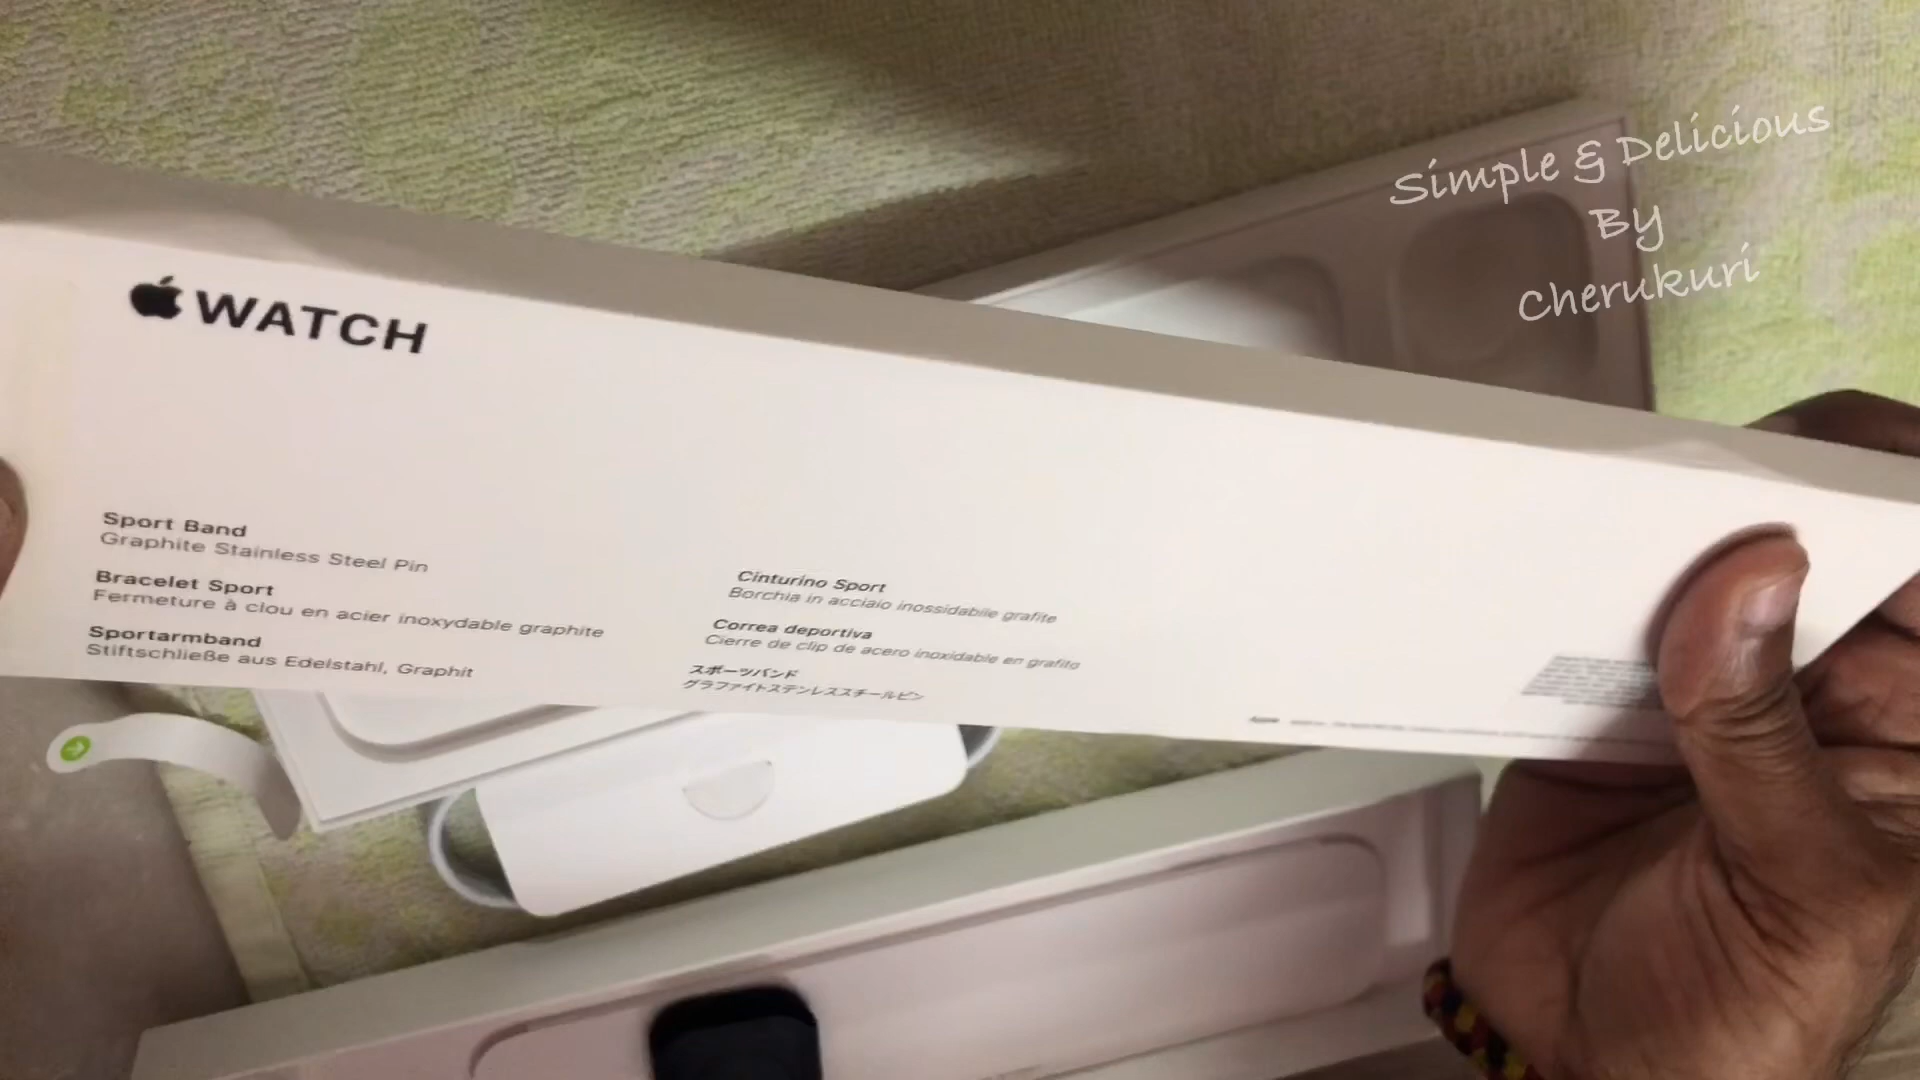 Simple & Delicious
By
Cherukuri
WATCH
Sport Band
Graphite Stainless Steel Pin
Bracelet Sport
Fermeture à clou en acier inoxydable graphite
Sportarmband
Stiftschließe aus Edelstahl, Graphit
Cinturino Sport
Borchia in acciaio inossidabile grafite
Correa deportiva
Cierre de clip de acero inoxidable en grafito
スポーツバンド
グラファイトステンレススチールピン